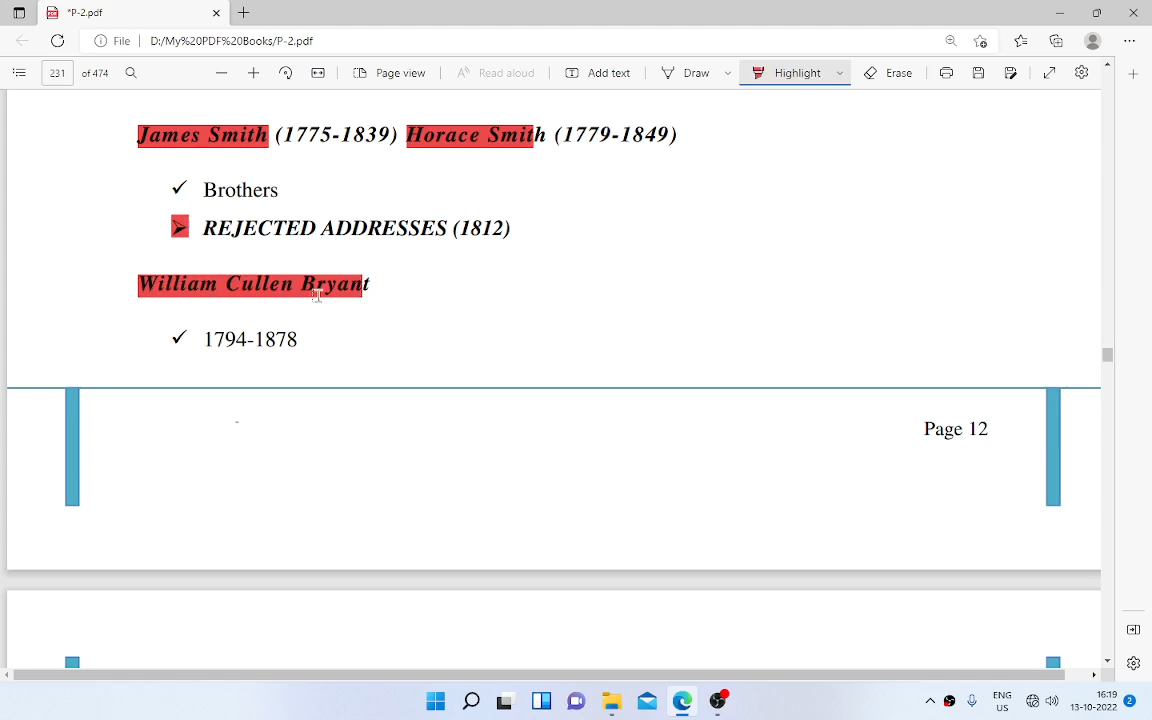 *P-2.pdf
File D:/My%20PDF%20Books/P-2.pdf
231 of 474 Page view Read aloud Add text Draw Highlight Erase
James Smith (1775-1839) Horace Smith (1779-1849)
✓ Brothers
➢ REJECTED ADDRESSES (1812)
William Cullen Bryant
✓ 1794-1878
Page 12
ENG
US
16:19
13-10-2022
2